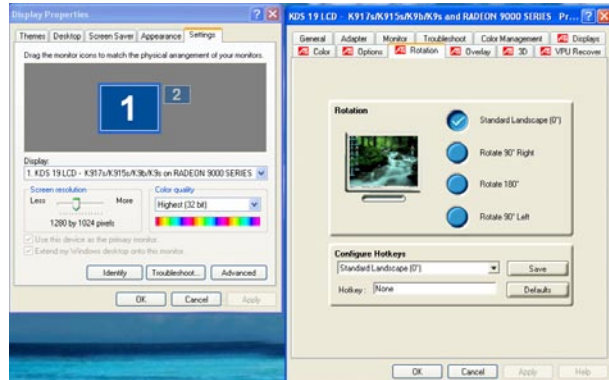 Display Properties
Themes Desktop Screen Saver Appearance Settings
Drag the monitor icons to match the physical arrangement of your monitors.
1 2
Display:
1. KDS 19 LCD - K917s/K915s/K9b/K9s on RADEON 9000 SERIES
Screen resolution
Less More
1280 by 1024 pixels
Color quality
Highest (32 bit)
Use this device as the primary monitor.
Extend my Windows desktop onto this monitor.
Identify Troubleshoot... Advanced
OK Cancel Apply
KDS 19 LCD - K917s/K915s/K9b/K9s and RADEON 9000 SERIES Pr...
General Adapter Monitor Troubleshoot Color Management Displays
Color Options Rotation Overlay 3D VPU Recover
Rotation
Standard Landscape (0°)
Rotate 90° Right
Rotate 180°
Rotate 90° Left
Configure Hotkeys
Standard Landscape (0°) Save
Hotkey: None Defaults
OK Cancel Apply Help